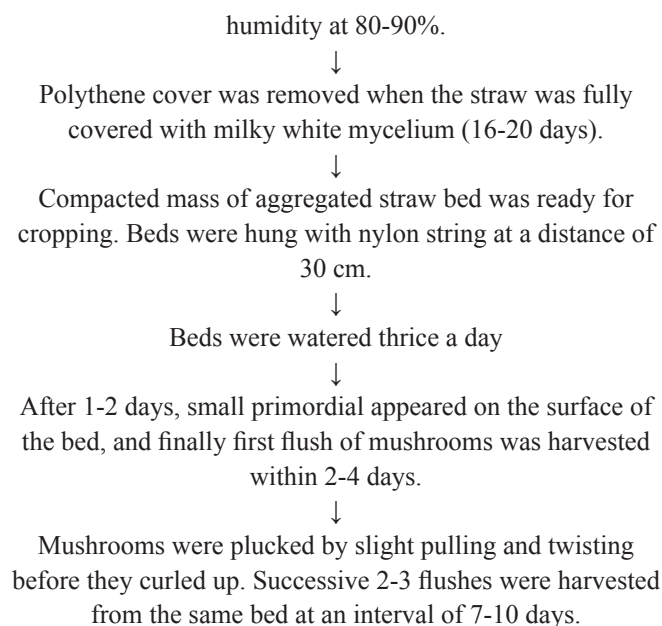 humidity at 80-90%.
↓
Polythene cover was removed when the straw was fully
covered with milky white mycelium (16-20 days).
↓
Compacted mass of aggregated straw bed was ready for
cropping. Beds were hung with nylon string at a distance of
30 cm.
↓
Beds were watered thrice a day
↓
After 1-2 days, small primordial appeared on the surface of
the bed, and finally first flush of mushrooms was harvested
within 2-4 days.
↓
Mushrooms were plucked by slight pulling and twisting
before they curled up. Successive 2-3 flushes were harvested
from the same bed at an interval of 7-10 days.